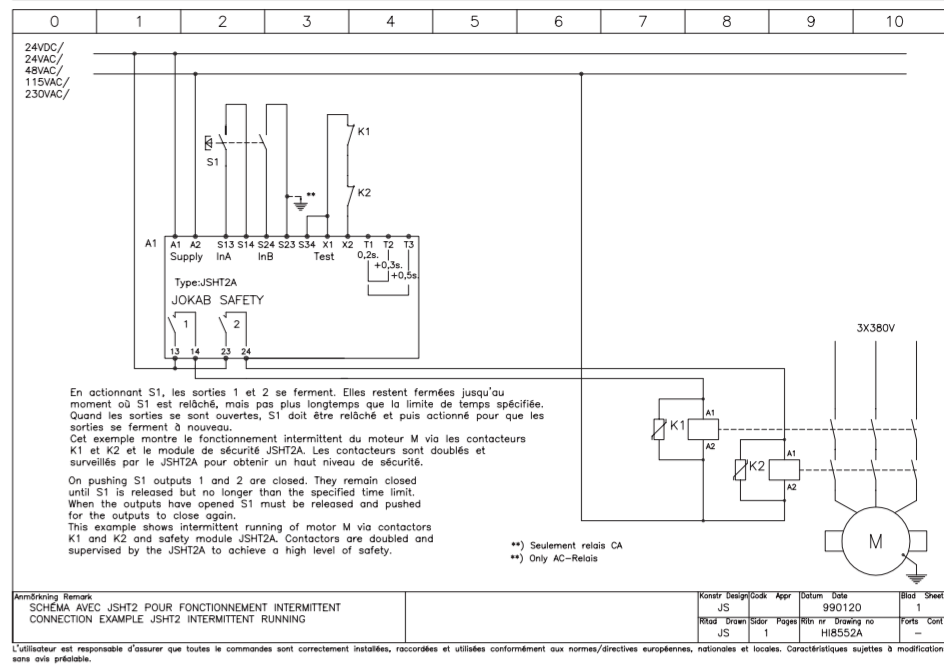 0 1 2 3 4 5 6 7 8 9 10
24VDC/
24VAC/
48VAC/
115VAC/
230VAC/
K1
S1
**
K2
A1
A1 A2 S13 S14 S24 S23 S34 X1 X2 T1 T2 T3
Supply InA InB Test 0,2s.
+0,3s.
+0,5s.
Type:JSHT2A
JOKAB SAFETY
1 2
13 14 23 24
3X380V
En actionnant S1, les sorties 1 et 2 se ferment. Elles restent fermées jusqu'au
moment où S1 est relâché, mais pas plus longtemps que la limite de temps spécifiée.
Quand les sorties se sont ouvertes, S1 doit être relâché et puis actionné pour que les
sorties se ferment à nouveau.
Cet exemple montre le fonctionnement intermittent du moteur M via les contacteurs
K1 et K2 et le module de sécurité JSHT2A. Les contacteurs sont doublés et
surveillés par le JSHT2A pour obtenir un haut niveau de sécurité.
On pushing S1 outputs 1 and 2 are closed. They remain closed
until S1 is released but no longer than the specified time limit.
When the outputs have opened S1 must be released and pushed
for the outputs to close again.
This example shows intermittent running of motor M via contactors
K1 and K2 and safety module JSHT2A. Contactors are doubled and
supervised by the JSHT2A to achieve a high level of safety.
A1
K1
A2
A1
K2
A2
M
**) Seulement relais CA
**) Only AC-Relais
Anmörkning Remark
SCHÉMA AVEC JSHT2 POUR FONCTIONNEMENT INTERMITTENT
CONNECTION EXAMPLE JSHT2 INTERMITTENT RUNNING
Konstr Design Godk Appr Datum Date Blad Sheet
JS 990120 1
Ritad Drawn Sidor Pages Ritn nr Drawing no Forts Cont
JS 1 HI8552A -
L'utilisateur est responsable d'assurer que toutes le commandes sont correctement installées, raccordées et utilisées conformément aux normes/directives européennes, nationales et locales. Caractéristiques sujettes à modification
sans avis préalable.